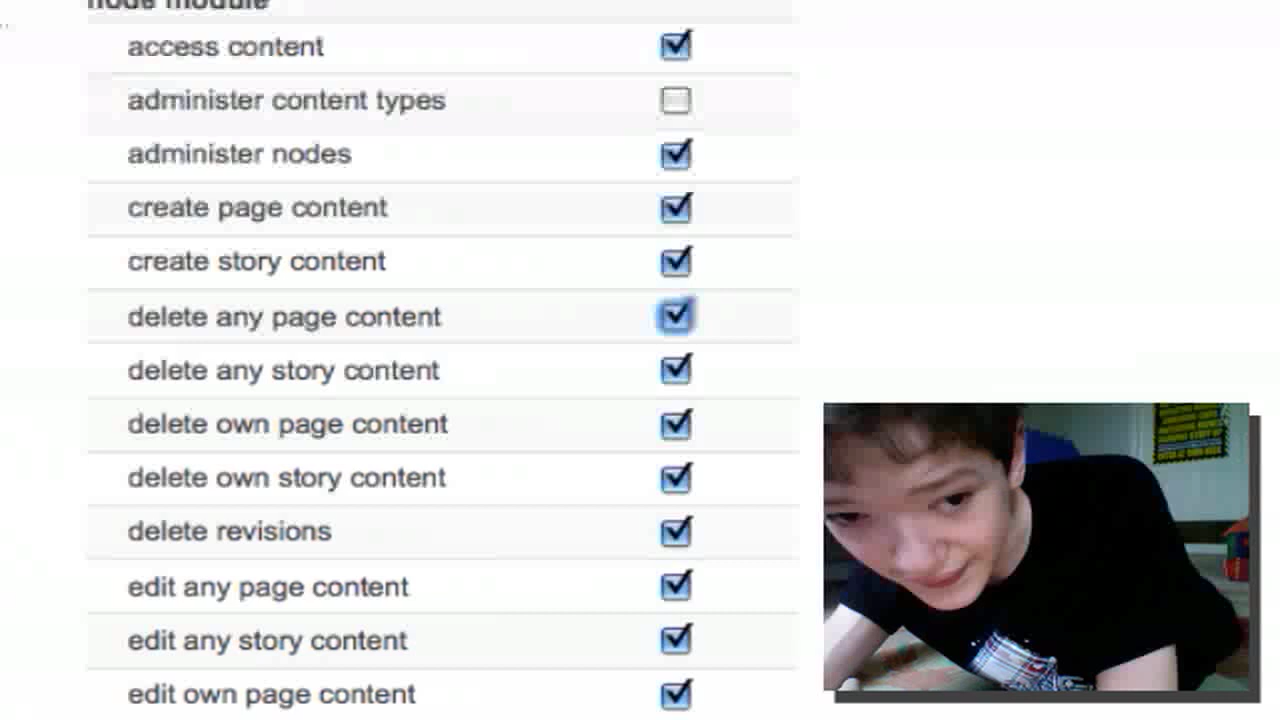 node module
access content
administer content types
administer nodes
create page content
create story content
delete any page content
delete any story content
delete own page content
delete own story content
delete revisions
edit any page content
edit any story content
edit own page content